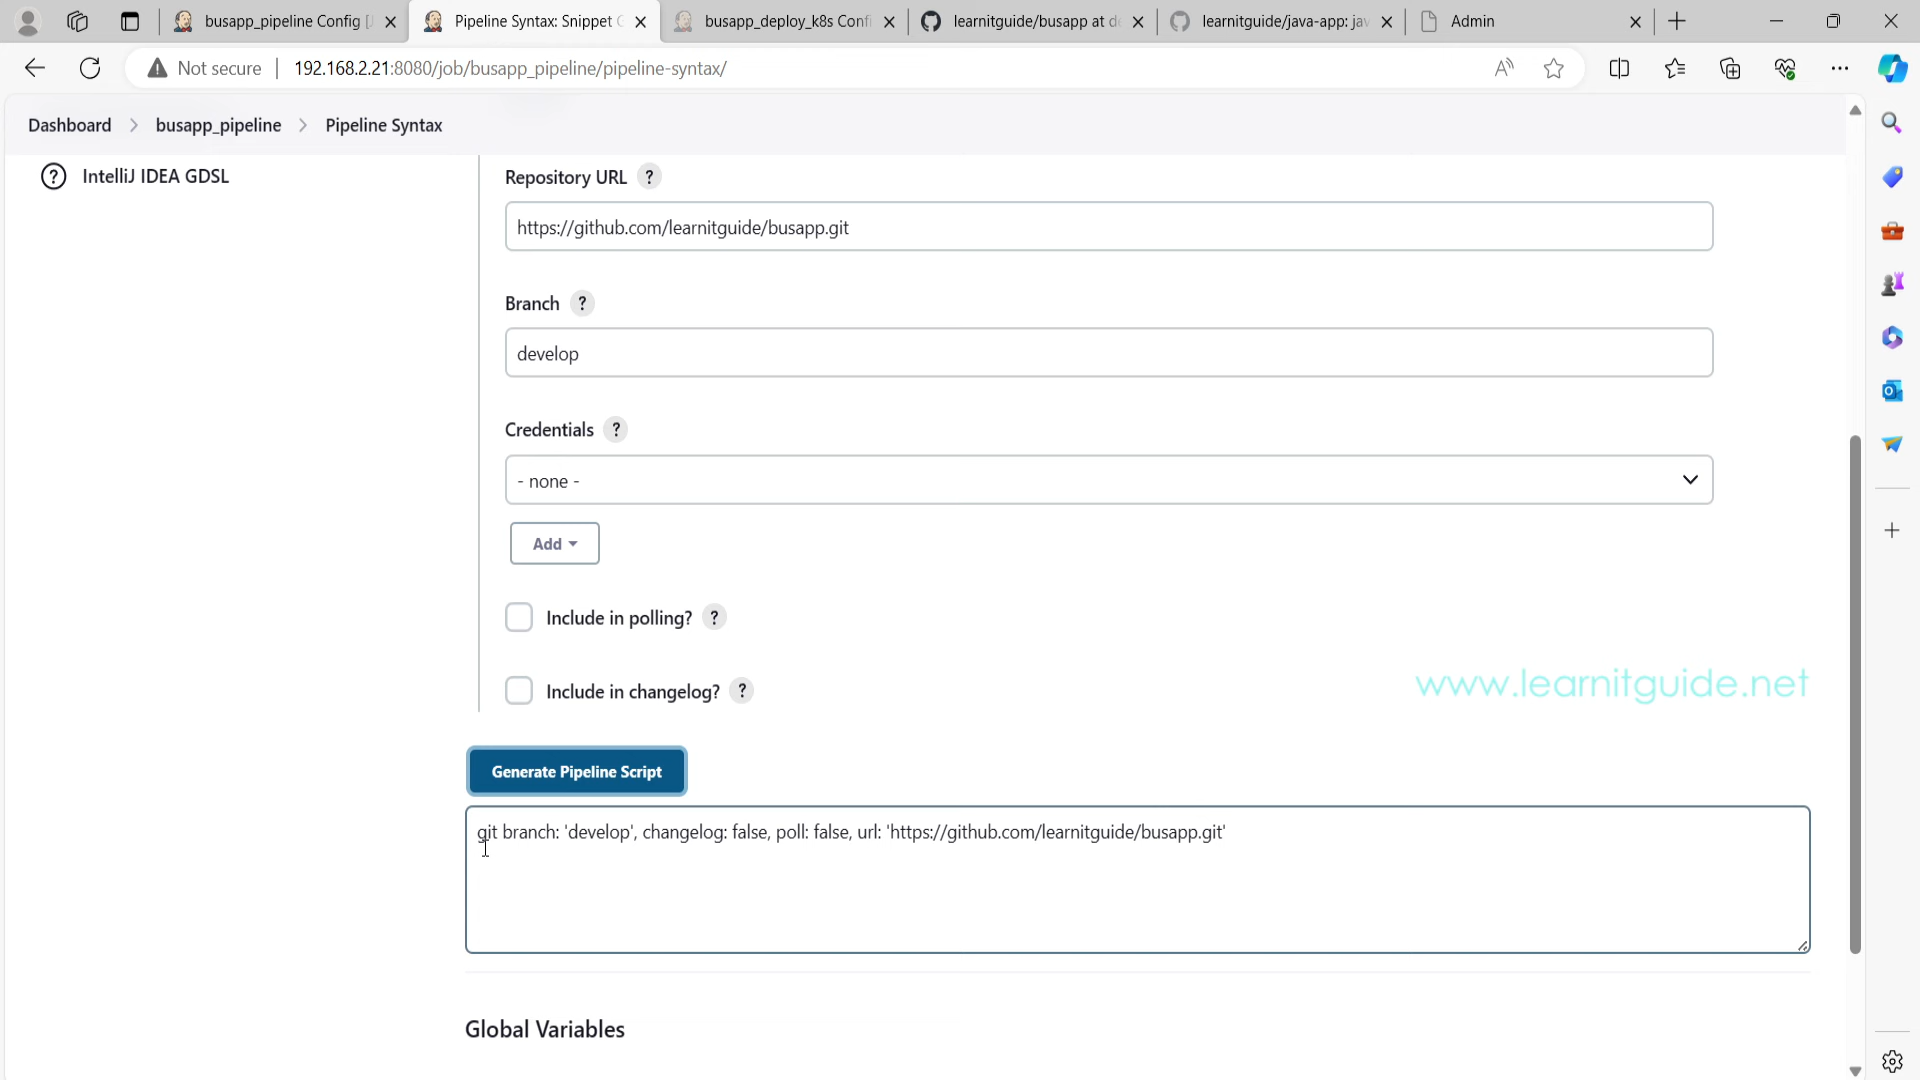 busapp_pipeline Config [J
Pipeline Syntax: Snippet G
busapp_deploy_k8s Confi
learnitguide/busapp at de
learnitguide/java-app: jav
Admin
Not secure
192.168.2.21:8080/job/busapp_pipeline/pipeline-syntax/
Dashboard > busapp_pipeline > Pipeline Syntax
? IntelliJ IDEA GDSL
Repository URL ?
https://github.com/learnitguide/busapp.git
Branch ?
develop
Credentials ?
- none -
Add
Include in polling? ?
Include in changelog? ?
www.learnitguide.net
Generate Pipeline Script
git branch: 'develop', changelog: false, poll: false, url: 'https://github.com/learnitguide/busapp.git'
Global Variables